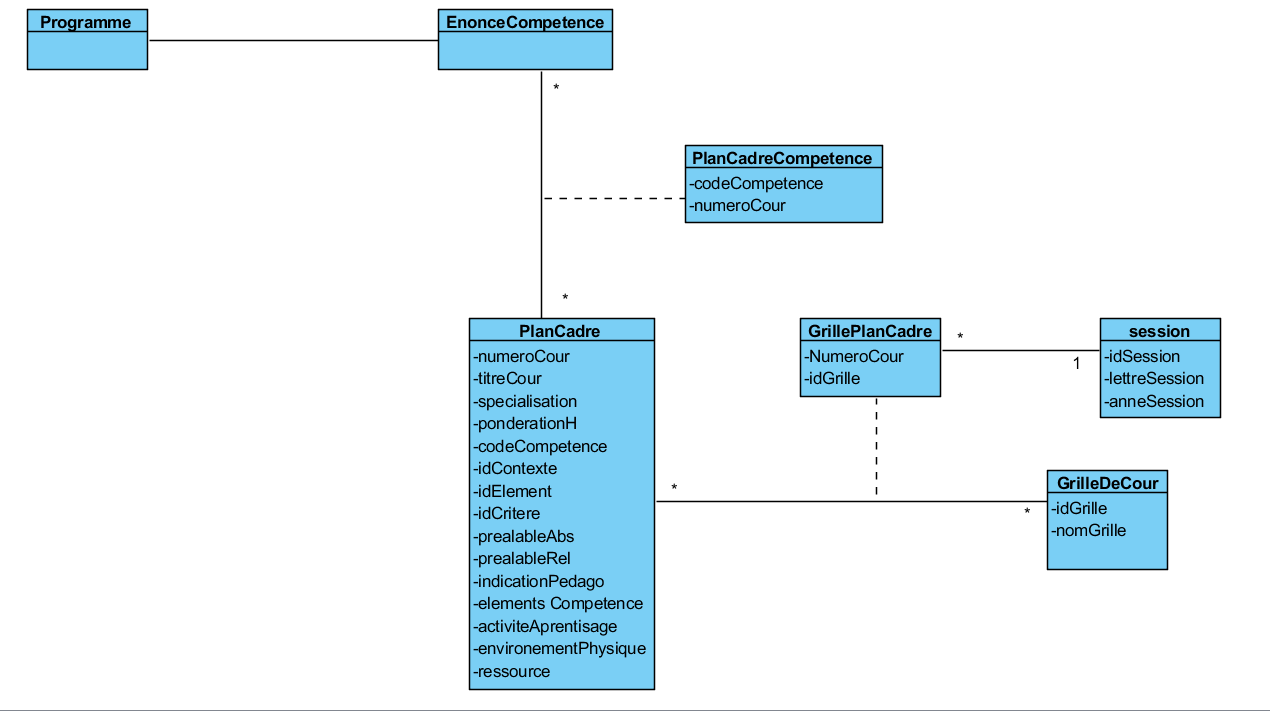 Programme
EnonceCompetence
*
PlanCadreCompetence
-codeCompetence
-numeroCour
*
PlanCadre
-numeroCour
-titreCour
-specialisation
-ponderationH
-codeCompetence
-idContexte
-idElement
-idCritere
-prealableAbs
-prealableRel
-indicationPedago
-elements Competence
-activiteAprentisage
-environementPhysique
-ressource
GrillePlanCadre
-NumeroCour
-idGrille
*
1
session
-idSession
-lettreSession
-anneSession
*
*
GrilleDeCour
-idGrille
-nomGrille